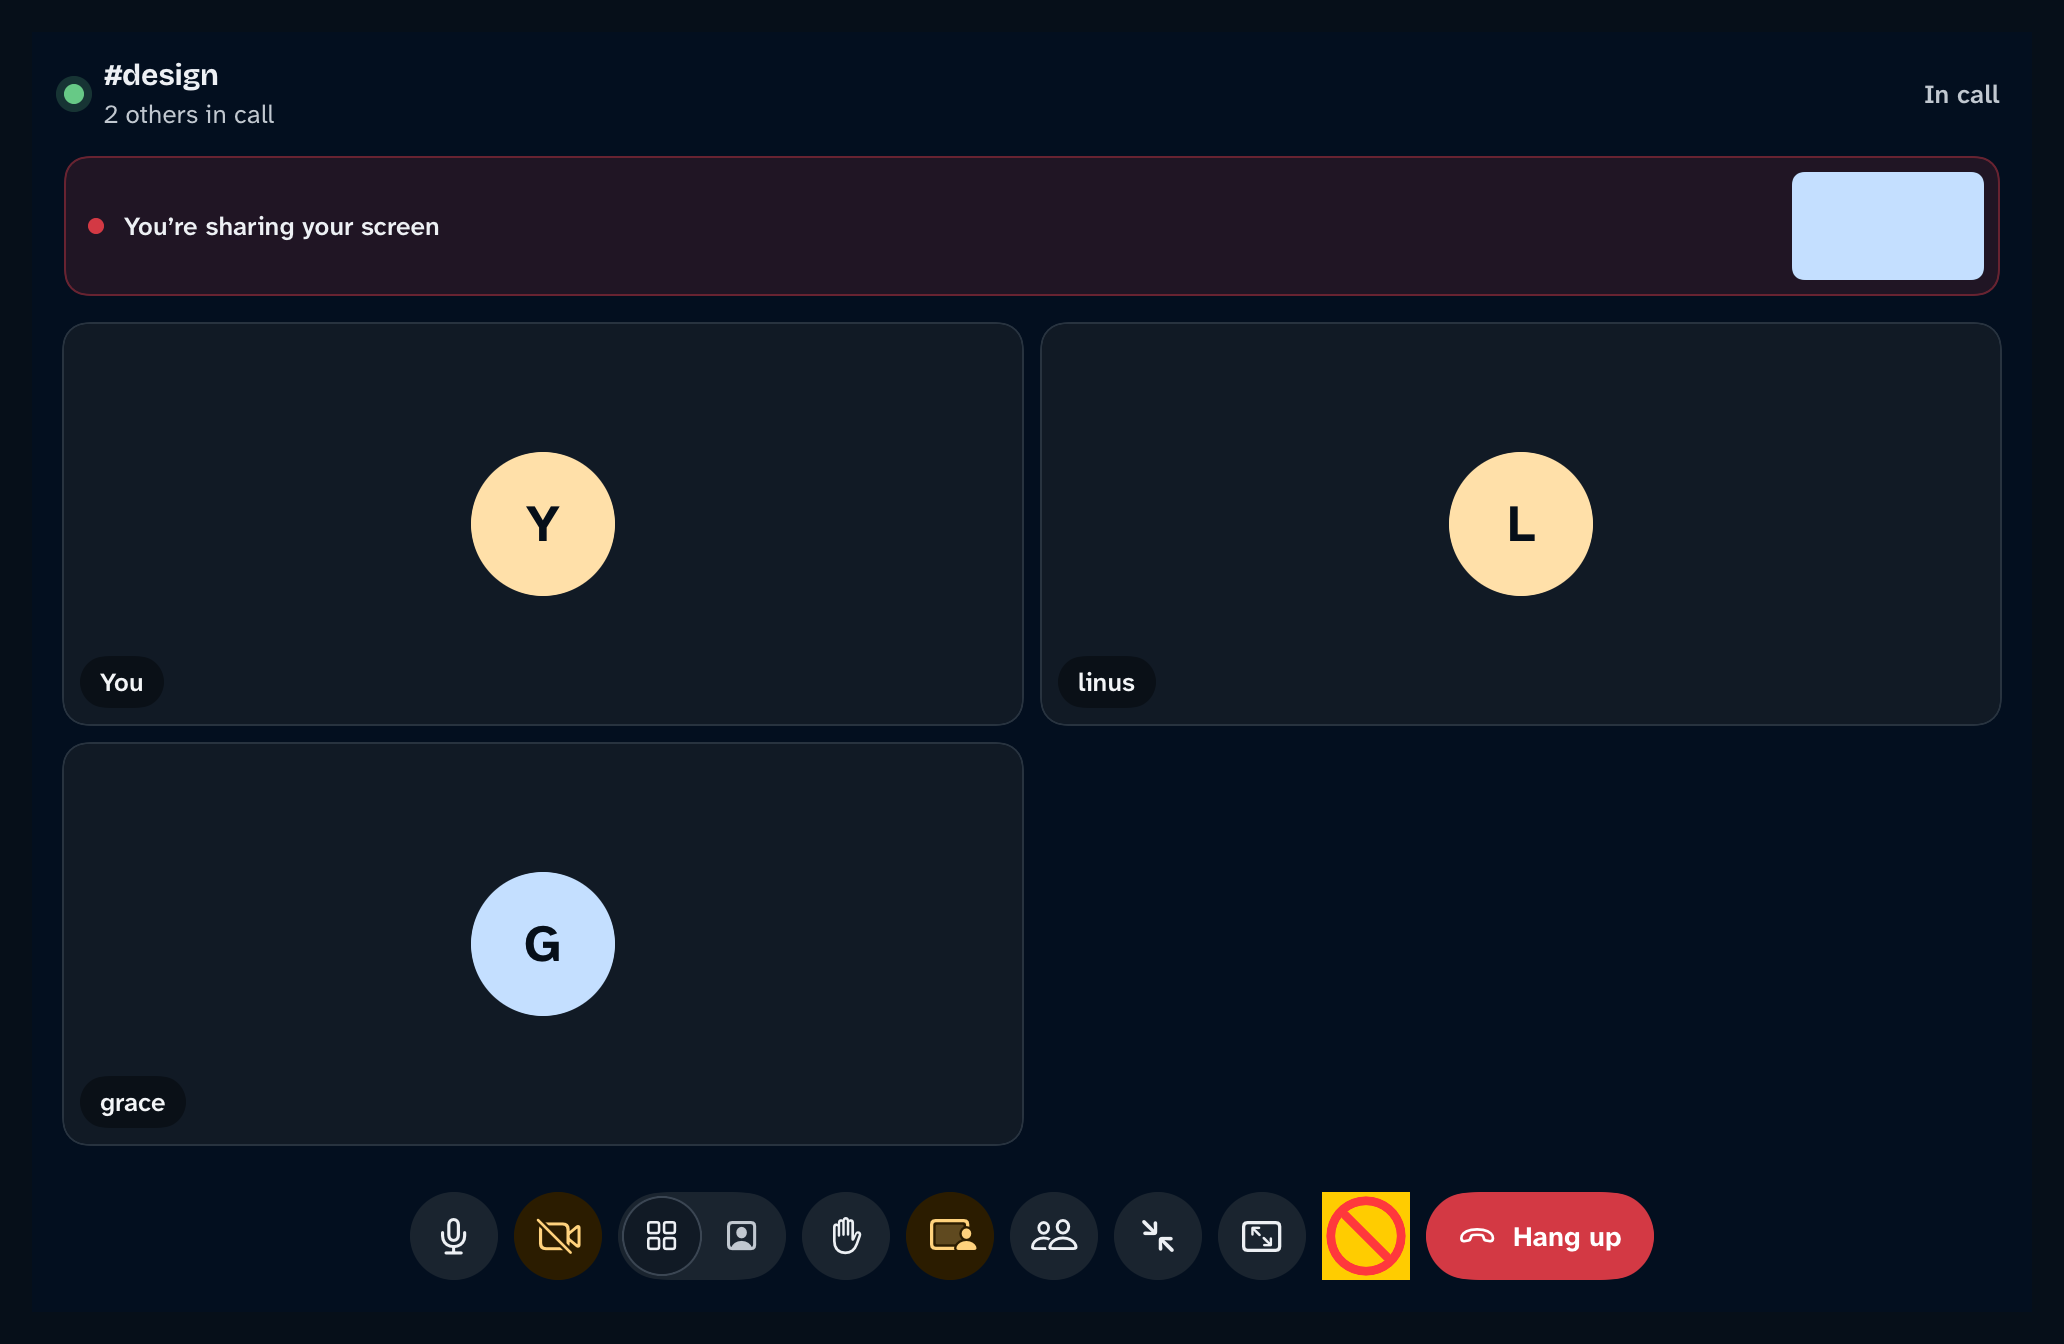 #design
2 others in call
In call
You’re sharing your screen
Y
You
L
linus
G
grace
Hang up